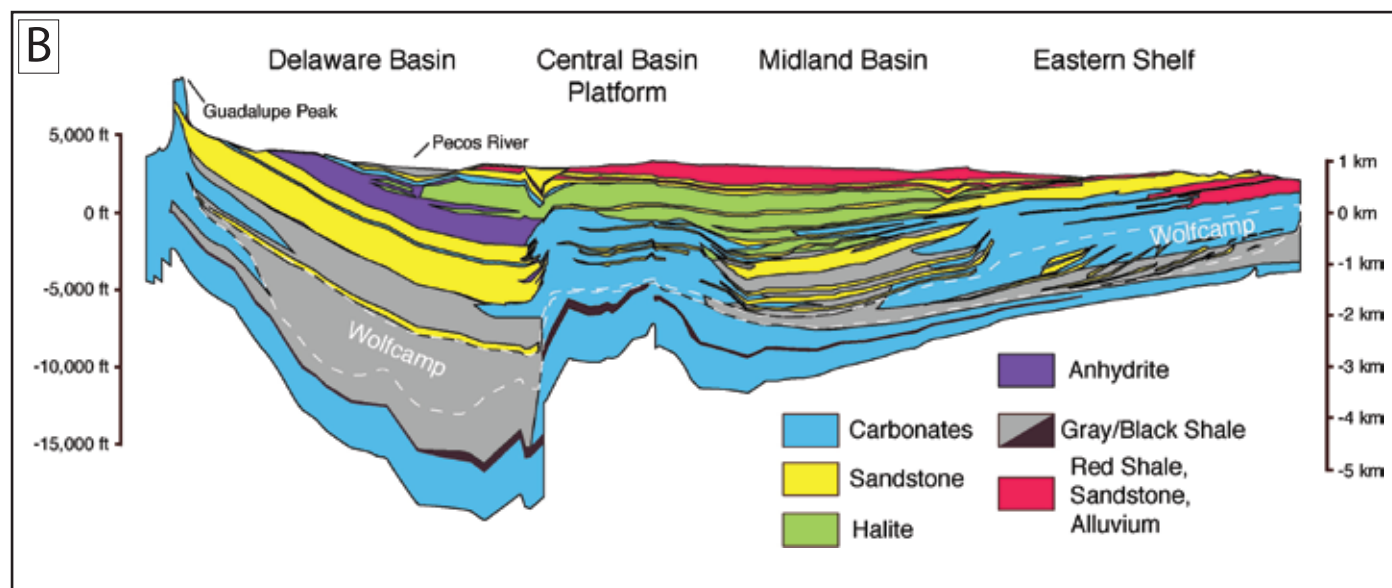 B
Delaware Basin
Central Basin
Platform
Midland Basin
Eastern Shelf
Guadalupe Peak
Pecos River
5,000 ft
0 ft
-5,000 ft
-10,000 ft
-15,000 ft
1 km
0 km
-1 km
-2 km
-3 km
-4 km
-5 km
Wolfcamp
Wolfcamp
Anhydrite
Carbonates
Gray/Black Shale
Sandstone
Red Shale,
Sandstone,
Alluvium
Halite